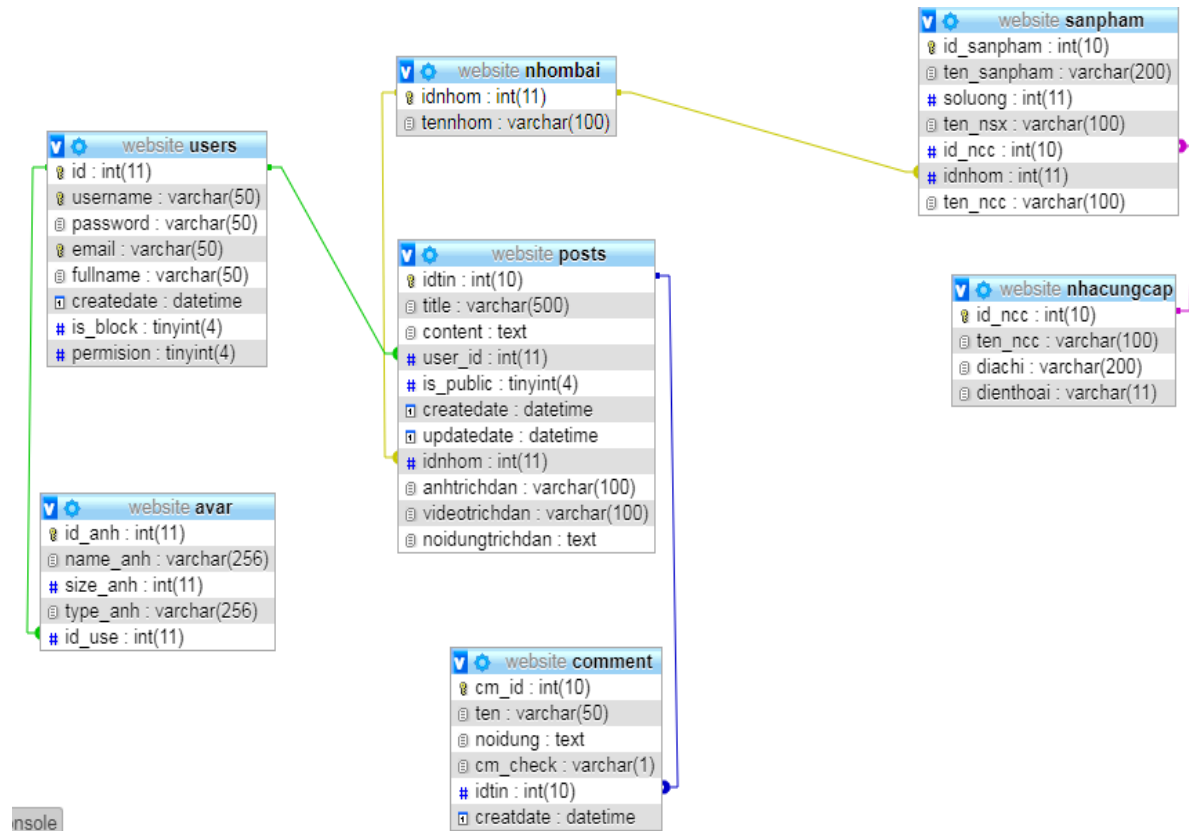 website users
id : int(11)
username : varchar(50)
password : varchar(50)
email : varchar(50)
fullname : varchar(50)
createdate : datetime
# is_block : tinyint(4)
# permision : tinyint(4)
website avar
id_anh : int(11)
name_anh : varchar(256)
# size_anh : int(11)
type_anh : varchar(256)
# id_use : int(11)
website nhombai
idnhom : int(11)
tennhom : varchar(100)
website posts
idtin : int(10)
title : varchar(500)
content : text
# user_id : int(11)
# is_public : tinyint(4)
createdate : datetime
updatedate : datetime
# idnhom : int(11)
anhtrichdan : varchar(100)
videotrichdan : varchar(100)
noidungtrichdan : text
website comment
cm_id : int(10)
ten : varchar(50)
noidung : text
cm_check : varchar(1)
# idtin : int(10)
creatdate : datetime
website sanpham
id_sanpham : int(10)
ten_sanpham : varchar(200)
# soluong : int(11)
ten_nsx : varchar(100)
# id_ncc : int(10)
# idnhom : int(11)
ten_ncc : varchar(100)
website nhacungcap
id_ncc : int(10)
ten_ncc : varchar(100)
diachi : varchar(200)
dienthoai : varchar(11)
nsole